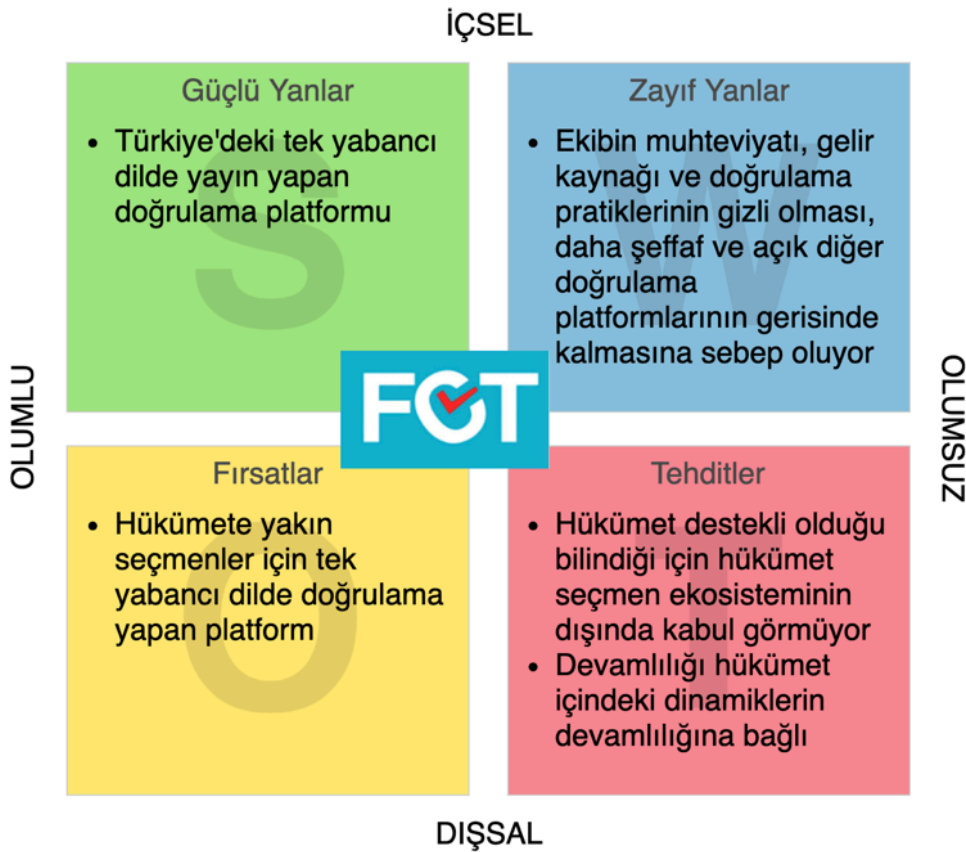 İÇSEL
Güçlü Yanlar
• Türkiye'deki tek yabancı
dilde yayın yapan
doğrulama platformu
S
Zayıf Yanlar
• Ekibin muhteviyatı, gelir
kaynağı ve doğrulama
pratiklerinin gizli olması,
daha şeffaf ve açık diğer
doğrulama
platformlarının gerisinde
kalmasına sebep oluyor
W
OLUMLU
FCT
OLUMSUZ
Fırsatlar
• Hükümete yakın
seçmenler için tek
yabancı dilde doğrulama
yapan platform
O
Tehditler
• Hükümet destekli olduğu
bilindiği için hükümet
seçmen ekosisteminin
dışında kabul görmüyor
• Devamlılığı hükümet
içindeki dinamiklerin
devamlılığına bağlı
T
DIŞSAL